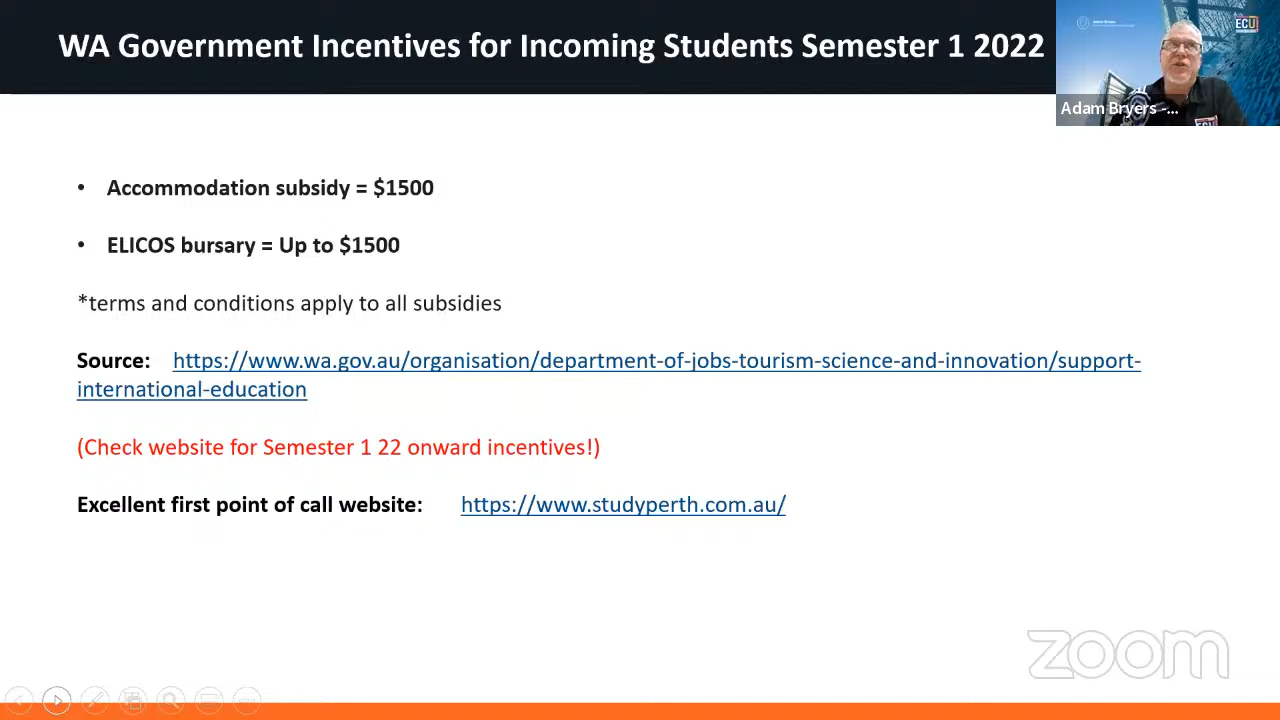 WA Government Incentives for Incoming Students Semester 1 2022
ECU
Adam Bryers -...
ECU
• Accommodation subsidy = $1500
• ELICOS bursary = Up to $1500
*terms and conditions apply to all subsidies
Source: https://www.wa.gov.au/organisation/department-of-jobs-tourism-science-and-innovation/support-
international-education
(Check website for Semester 1 22 onward incentives!)
Excellent first point of call website: https://www.studyperth.com.au/
zoom